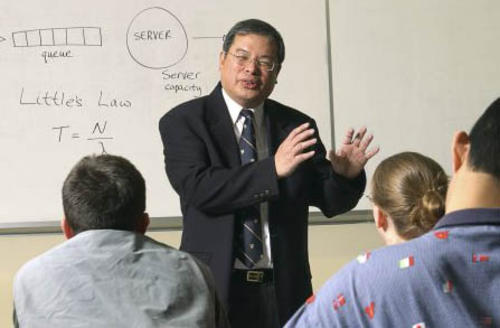 queue
SERVER
Server
capacity
Little's Law
T = N / λ